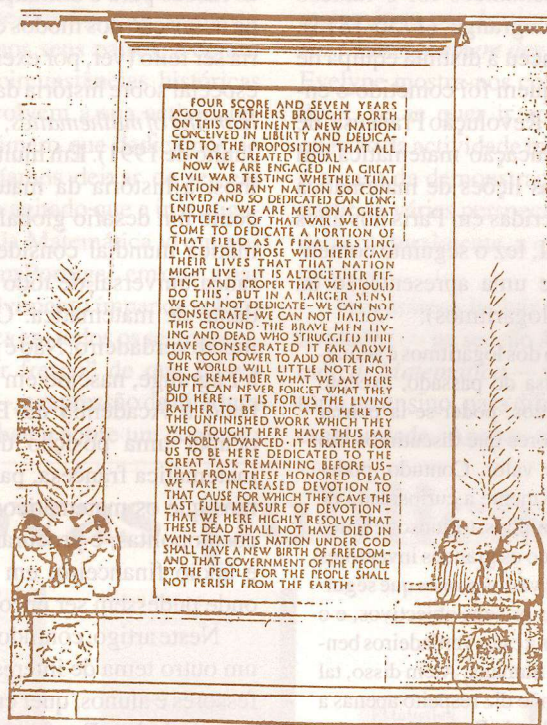 FOUR SCORE AND SEVEN YEARS
AGO OUR FATHERS BROUGHT FORTH
ON THIS CONTINENT A NEW NATION
CONCEIVED IN LIBERTY AND DEDICA-
TED TO THE PROPOSITION THAT ALL
MEN ARE CREATED EQUAL ·
NOW WE ARE ENGAGED IN A GREAT
CIVIL WAR TESTING WHETHER THAT
NATION OR ANY NATION SO CON-
CEIVED AND SO DEDICATED CAN LONG
ENDURE · WE ARE MET ON A GREAT
BATTLEFIELD OF THAT WAR · WE HAVE
COME TO DEDICATE A PORTION OF
THAT FIELD AS A FINAL RESTING
PLACE FOR THOSE WHO HERE GAVE
THEIR LIVES THAT THAT NATION
MIGHT LIVE · IT IS ALTOGETHER FIT-
TING AND PROPER THAT WE SHOULD
DO THIS · BUT IN A LARGER SENSE
WE CAN NOT DEDICATE–WE CAN NOT
CONSECRATE–WE CAN NOT HALLOW–
THIS GROUND · THE BRAVE MEN LIV-
ING AND DEAD WHO STRUGGLED HERE
HAVE CONSECRATED IT FAR ABOVE
OUR POOR POWER TO ADD OR DETRACT
THE WORLD WILL LITTLE NOTE NOR
LONG REMEMBER WHAT WE SAY HERE
BUT IT CAN NEVER FORGET WHAT THEY
DID HERE · IT IS FOR US THE LIVING
RATHER TO BE DEDICATED HERE TO
THE UNFINISHED WORK WHICH THEY
WHO FOUGHT HERE HAVE THUS FAR
SO NOBLY ADVANCED · IT IS RATHER FOR
US TO BE HERE DEDICATED TO THE
GREAT TASK REMAINING BEFORE US–
THAT FROM THESE HONORED DEAD
WE TAKE INCREASED DEVOTION TO
THAT CAUSE FOR WHICH THEY GAVE THE
LAST FULL MEASURE OF DEVOTION–
THAT WE HERE HIGHLY RESOLVE THAT
THESE DEAD SHALL NOT HAVE DIED IN
VAIN–THAT THIS NATION UNDER GOD
SHALL HAVE A NEW BIRTH OF FREEDOM–
AND THAT GOVERNMENT OF THE PEOPLE
BY THE PEOPLE FOR THE PEOPLE SHALL
NOT PERISH FROM THE EARTH ·